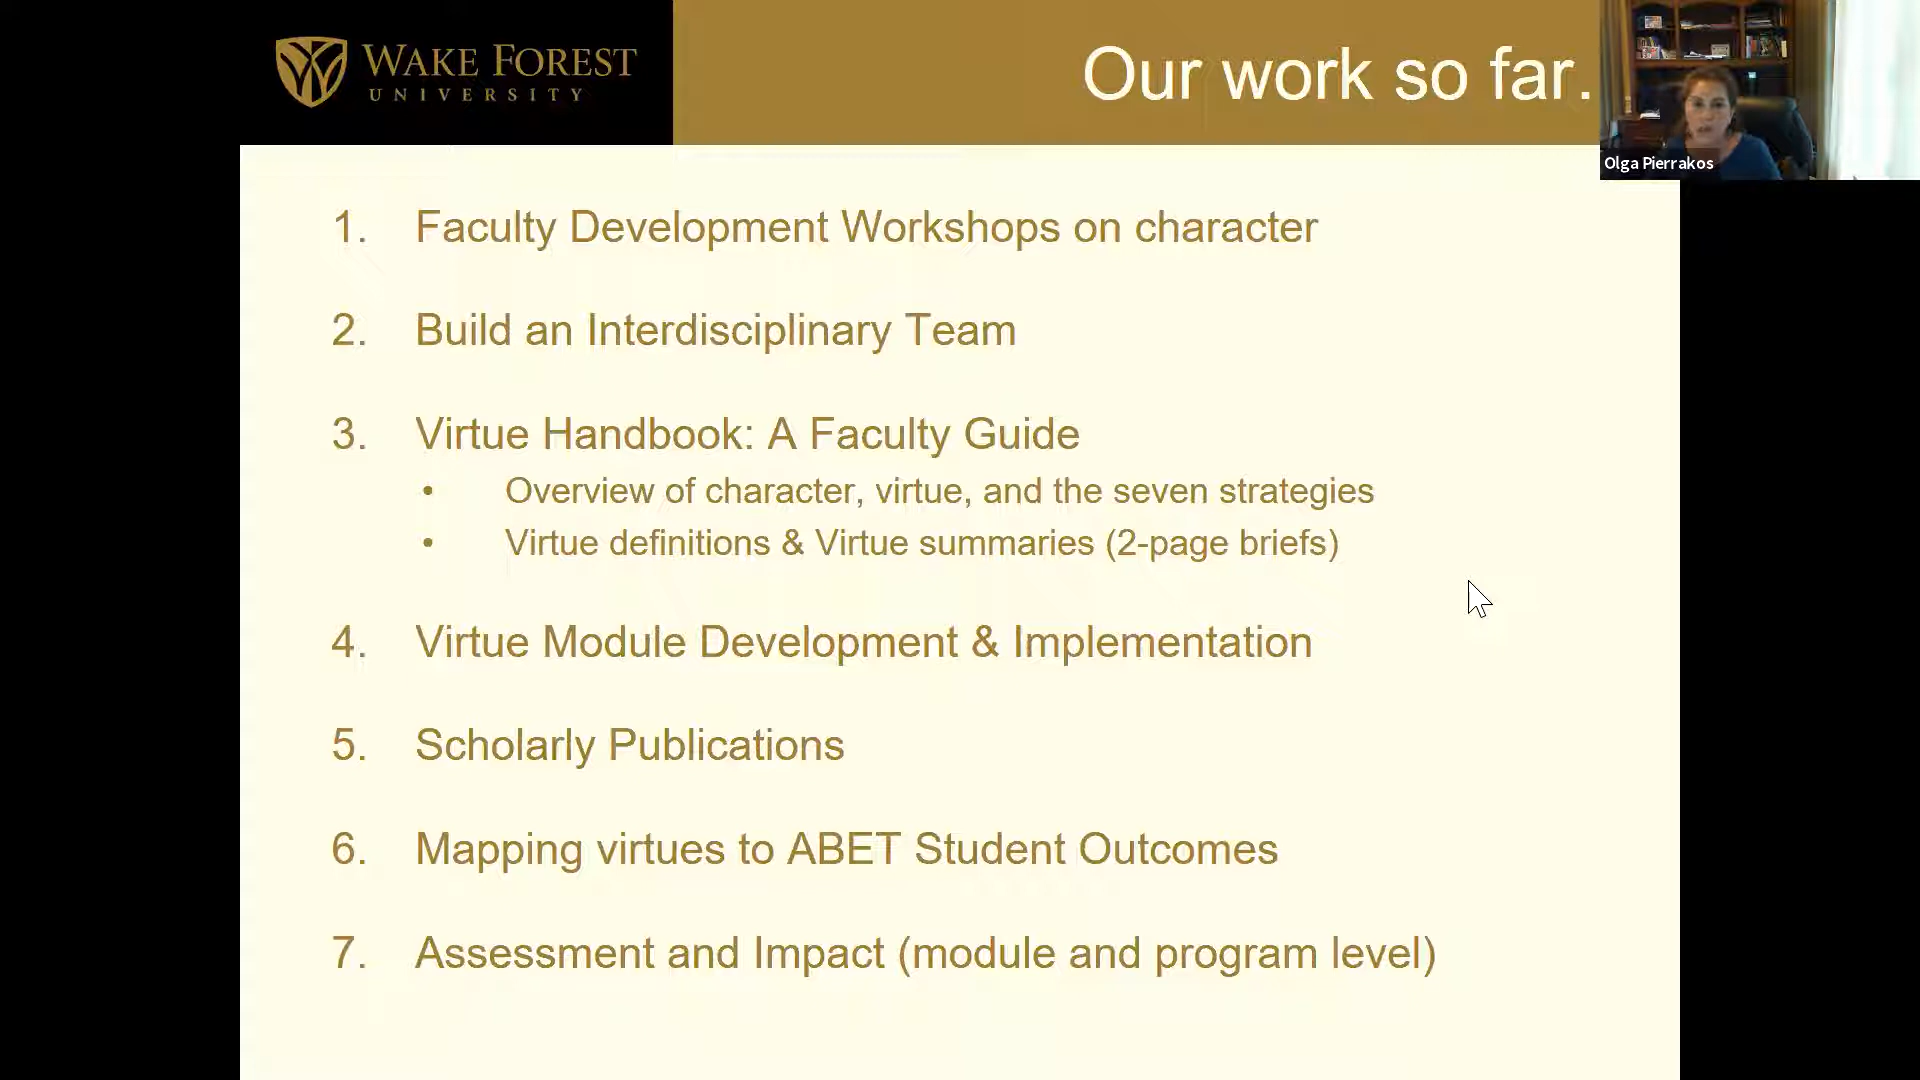 WAKE FOREST
UNIVERSITY
Our work so far.
Olga Pierrakos
1. Faculty Development Workshops on character
2. Build an Interdisciplinary Team
3. Virtue Handbook: A Faculty Guide
• Overview of character, virtue, and the seven strategies
• Virtue definitions & Virtue summaries (2-page briefs)
4. Virtue Module Development & Implementation
5. Scholarly Publications
6. Mapping virtues to ABET Student Outcomes
7. Assessment and Impact (module and program level)